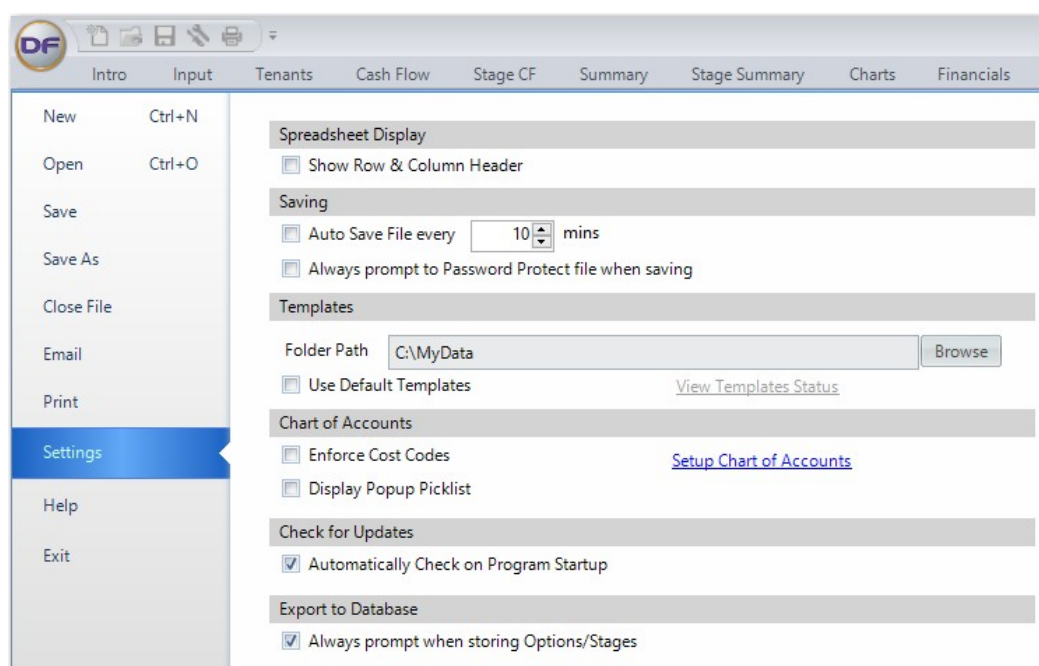 DF
Intro Input Tenants Cash Flow Stage CF Summary Stage Summary Charts Financials
New Ctrl+N
Open Ctrl+O
Save
Save As
Close File
Email
Print
Settings
Help
Exit
Spreadsheet Display
Show Row & Column Header
Saving
Auto Save File every 10 mins
Always prompt to Password Protect file when saving
Templates
Folder Path C:\MyData Browse
Use Default Templates View Templates Status
Chart of Accounts
Enforce Cost Codes Setup Chart of Accounts
Display Popup Picklist
Check for Updates
Automatically Check on Program Startup
Export to Database
Always prompt when storing Options/Stages